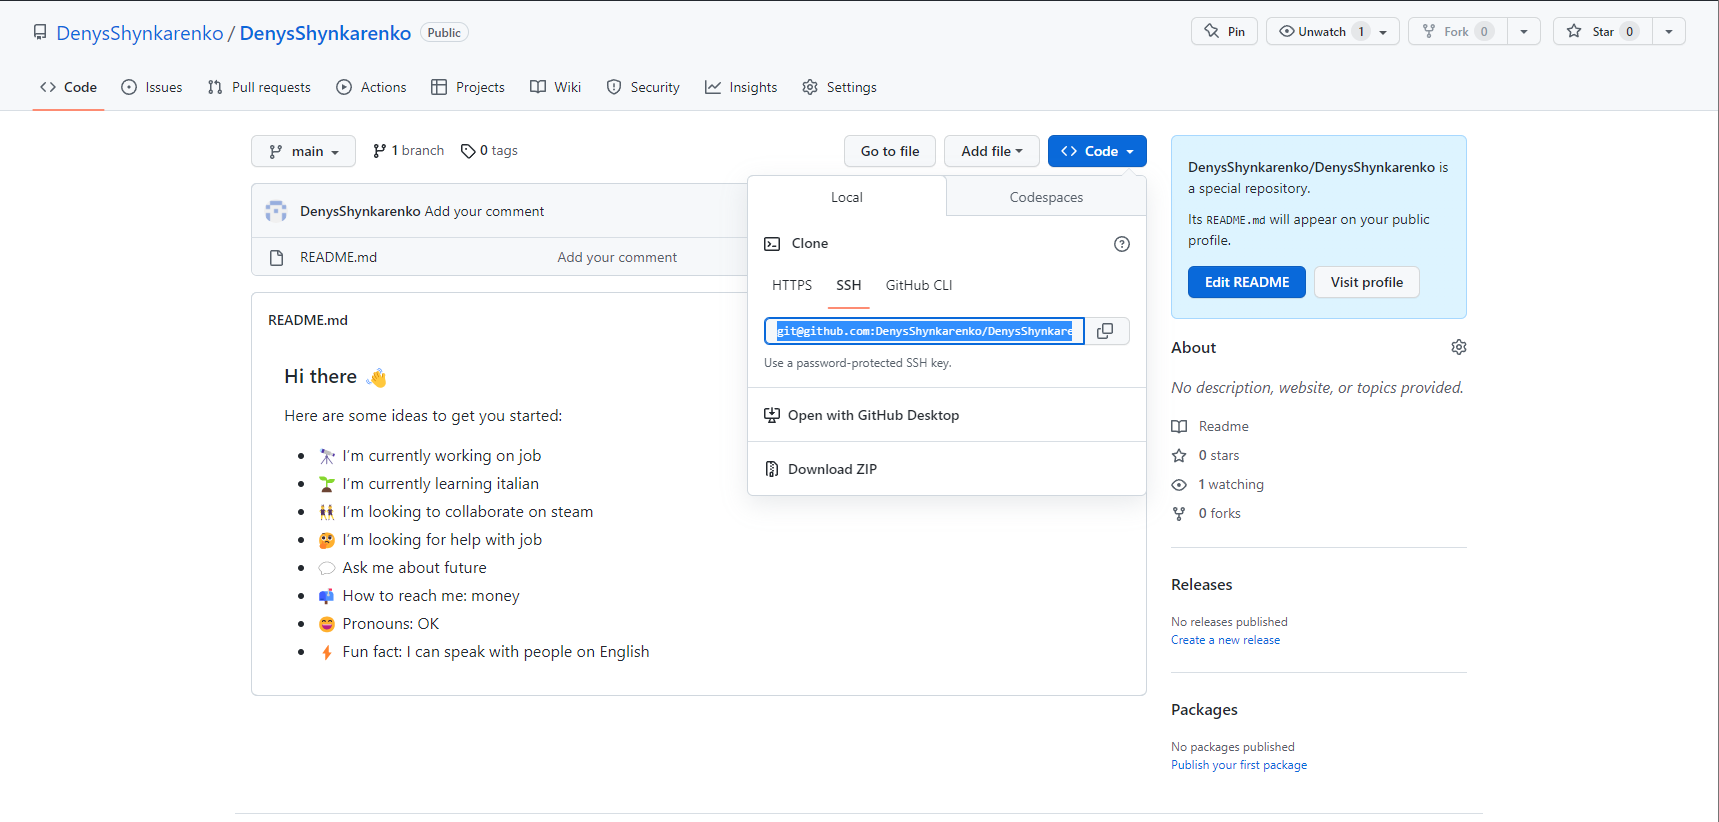 DenysShynkarenko / DenysShynkarenko Public
Pin
Unwatch 1
Fork 0
Star 0
Code
Issues
Pull requests
Actions
Projects
Wiki
Security
Insights
Settings
main
1 branch
0 tags
Go to file
Add file
Code
DenysShynkarenko Add your comment
README.md Add your comment
Local
Codespaces
Clone
HTTPS
SSH
GitHub CLI
git@github.com:DenysShynkarenko/DenysShynkare
Use a password-protected SSH key.
Open with GitHub Desktop
Download ZIP
README.md
Hi there 👋
Here are some ideas to get you started:
🔭 I’m currently working on job
🌱 I’m currently learning italian
👯 I’m looking to collaborate on steam
🤔 I’m looking for help with job
💬 Ask me about future
📫 How to reach me: money
😄 Pronouns: OK
⚡ Fun fact: I can speak with people on English
DenysShynkarenko/DenysShynkarenko is
a special repository.
Its README.md will appear on your public
profile.
Edit README
Visit profile
About
No description, website, or topics provided.
Readme
0 stars
1 watching
0 forks
Releases
No releases published
Create a new release
Packages
No packages published
Publish your first package